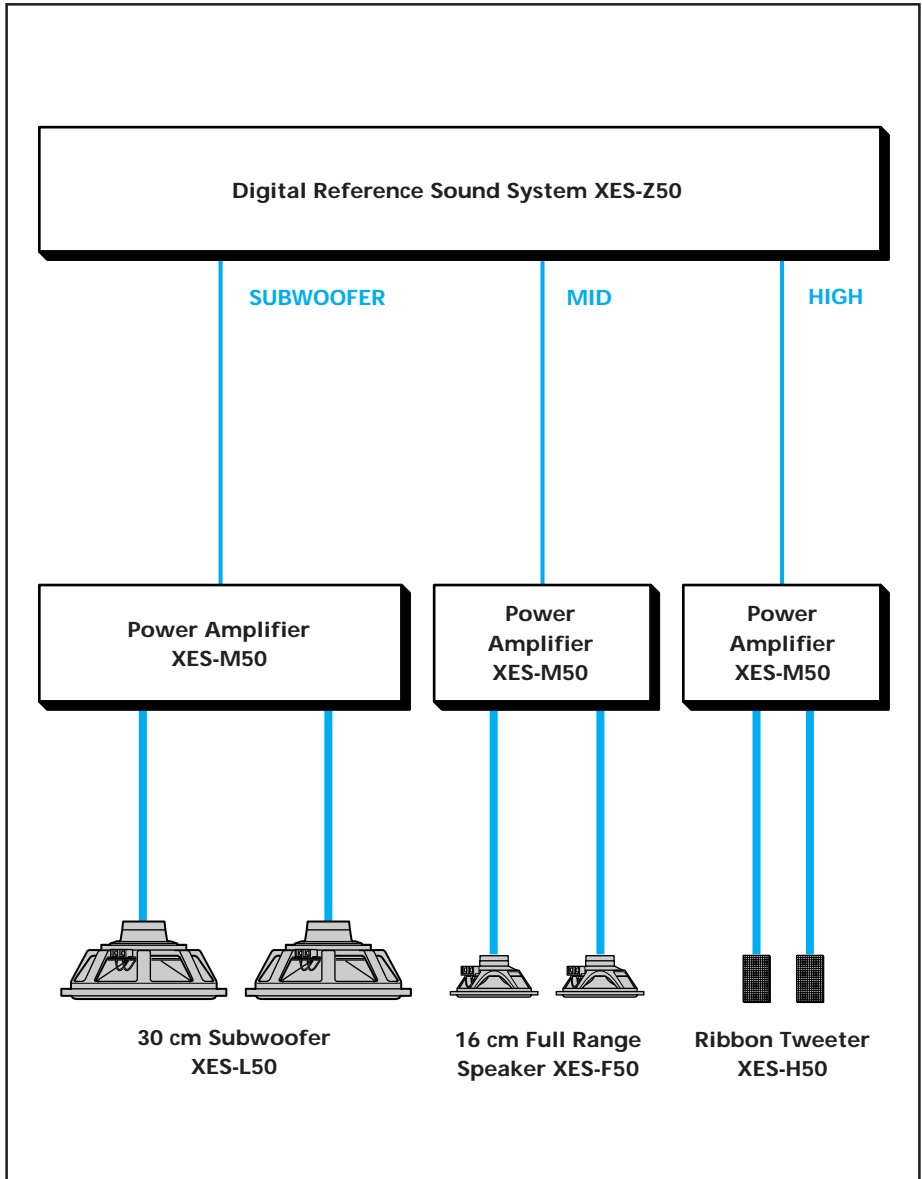 Digital Reference Sound System XES-Z50
SUBWOOFER
MID
HIGH
Power Amplifier
XES-M50
Power
Amplifier
XES-M50
Power
Amplifier
XES-M50
30 cm Subwoofer
XES-L50
16 cm Full Range
Speaker XES-F50
Ribbon Tweeter
XES-H50